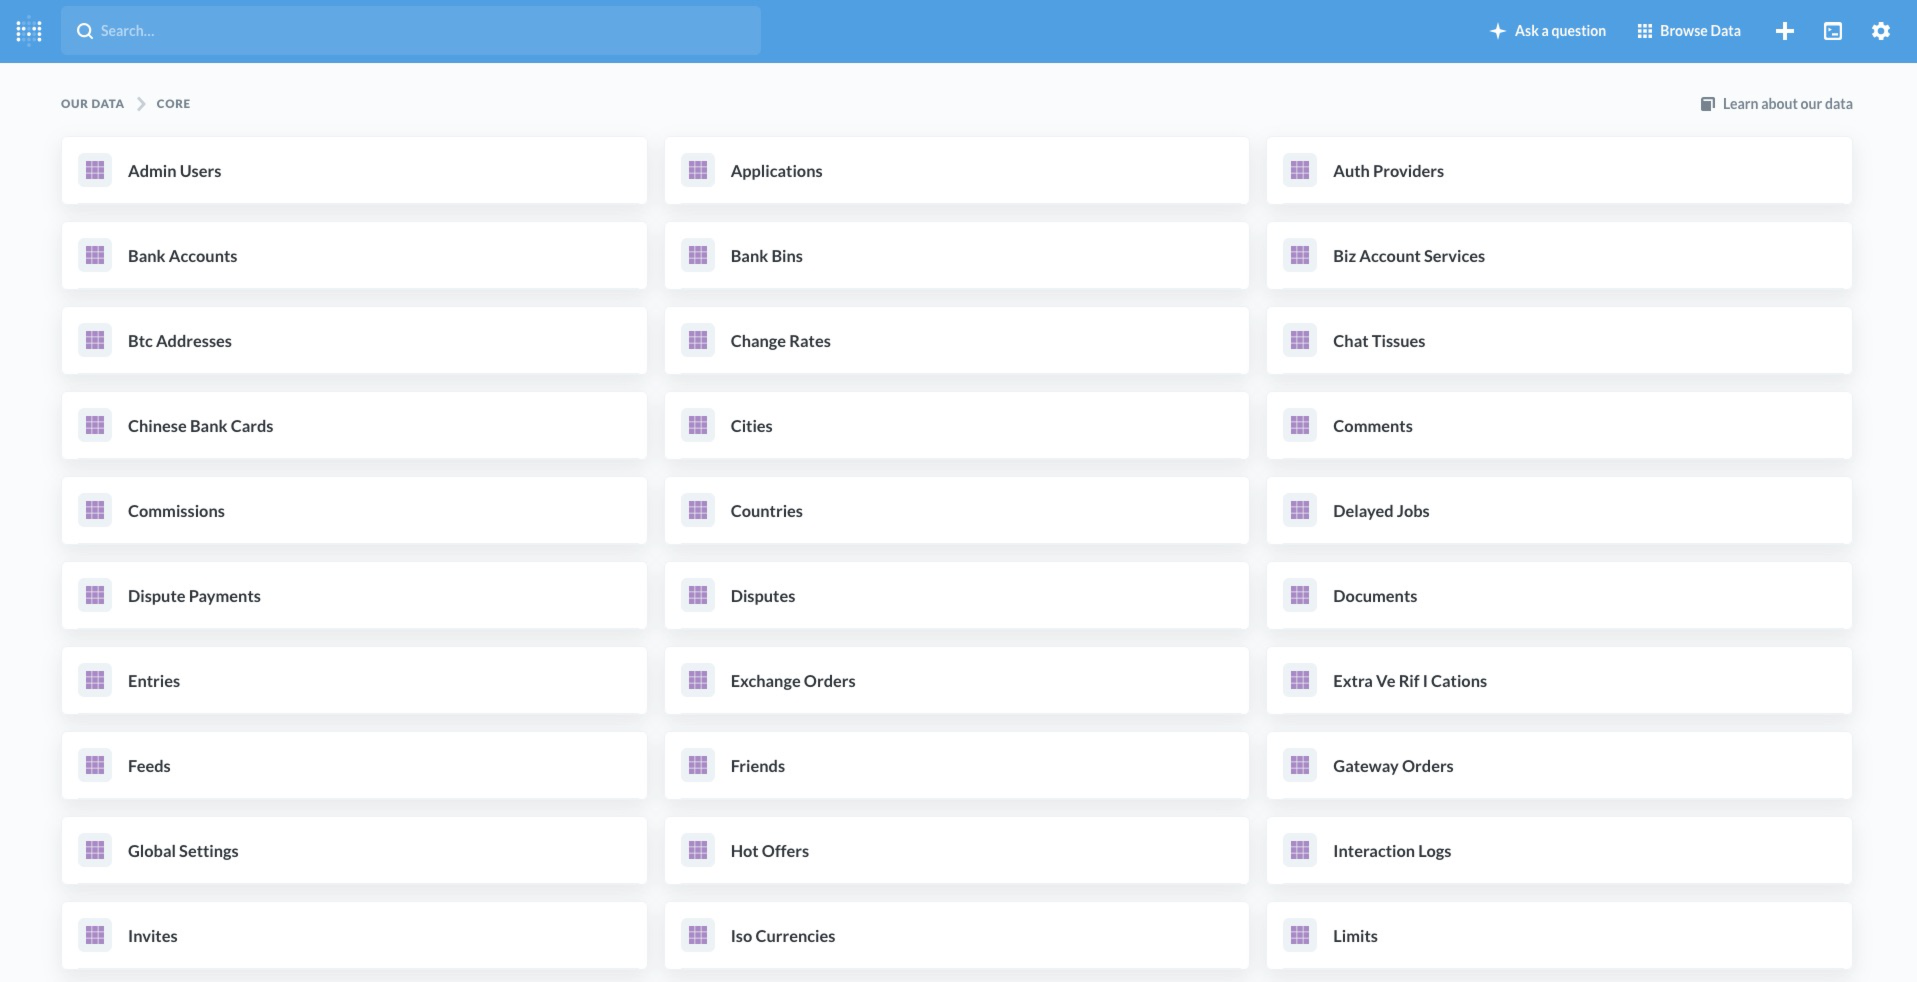 Search...
Ask a question
Browse Data
OUR DATA
CORE
Learn about our data
Admin Users
Applications
Auth Providers
Bank Accounts
Bank Bins
Biz Account Services
Btc Addresses
Change Rates
Chat Tissues
Chinese Bank Cards
Cities
Comments
Commissions
Countries
Delayed Jobs
Dispute Payments
Disputes
Documents
Entries
Exchange Orders
Extra Ve Rif I Cations
Feeds
Friends
Gateway Orders
Global Settings
Hot Offers
Interaction Logs
Invites
Iso Currencies
Limits